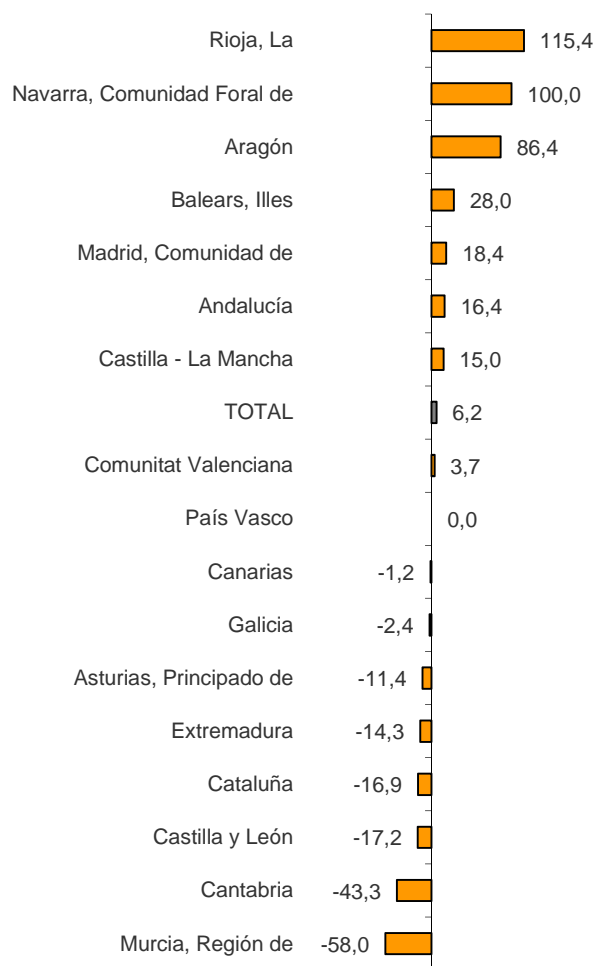 Rioja, La 115,4
Navarra, Comunidad Foral de 100,0
Aragón 86,4
Balears, Illes 28,0
Madrid, Comunidad de 18,4
Andalucía 16,4
Castilla - La Mancha 15,0
TOTAL 6,2
Comunitat Valenciana 3,7
País Vasco 0,0
Canarias -1,2
Galicia -2,4
Asturias, Principado de -11,4
Extremadura -14,3
Cataluña -16,9
Castilla y León -17,2
Cantabria -43,3
Murcia, Región de -58,0